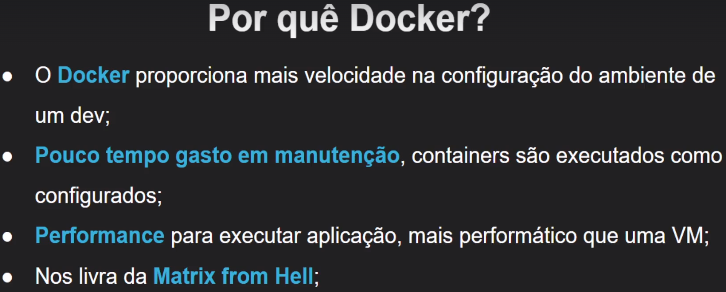 Por quê Docker?
● O Docker proporciona mais velocidade na configuração do ambiente de
um dev;
● Pouco tempo gasto em manutenção, containers são executados como
configurados;
● Performance para executar aplicação, mais performático que uma VM;
● Nos livra da Matrix from Hell;